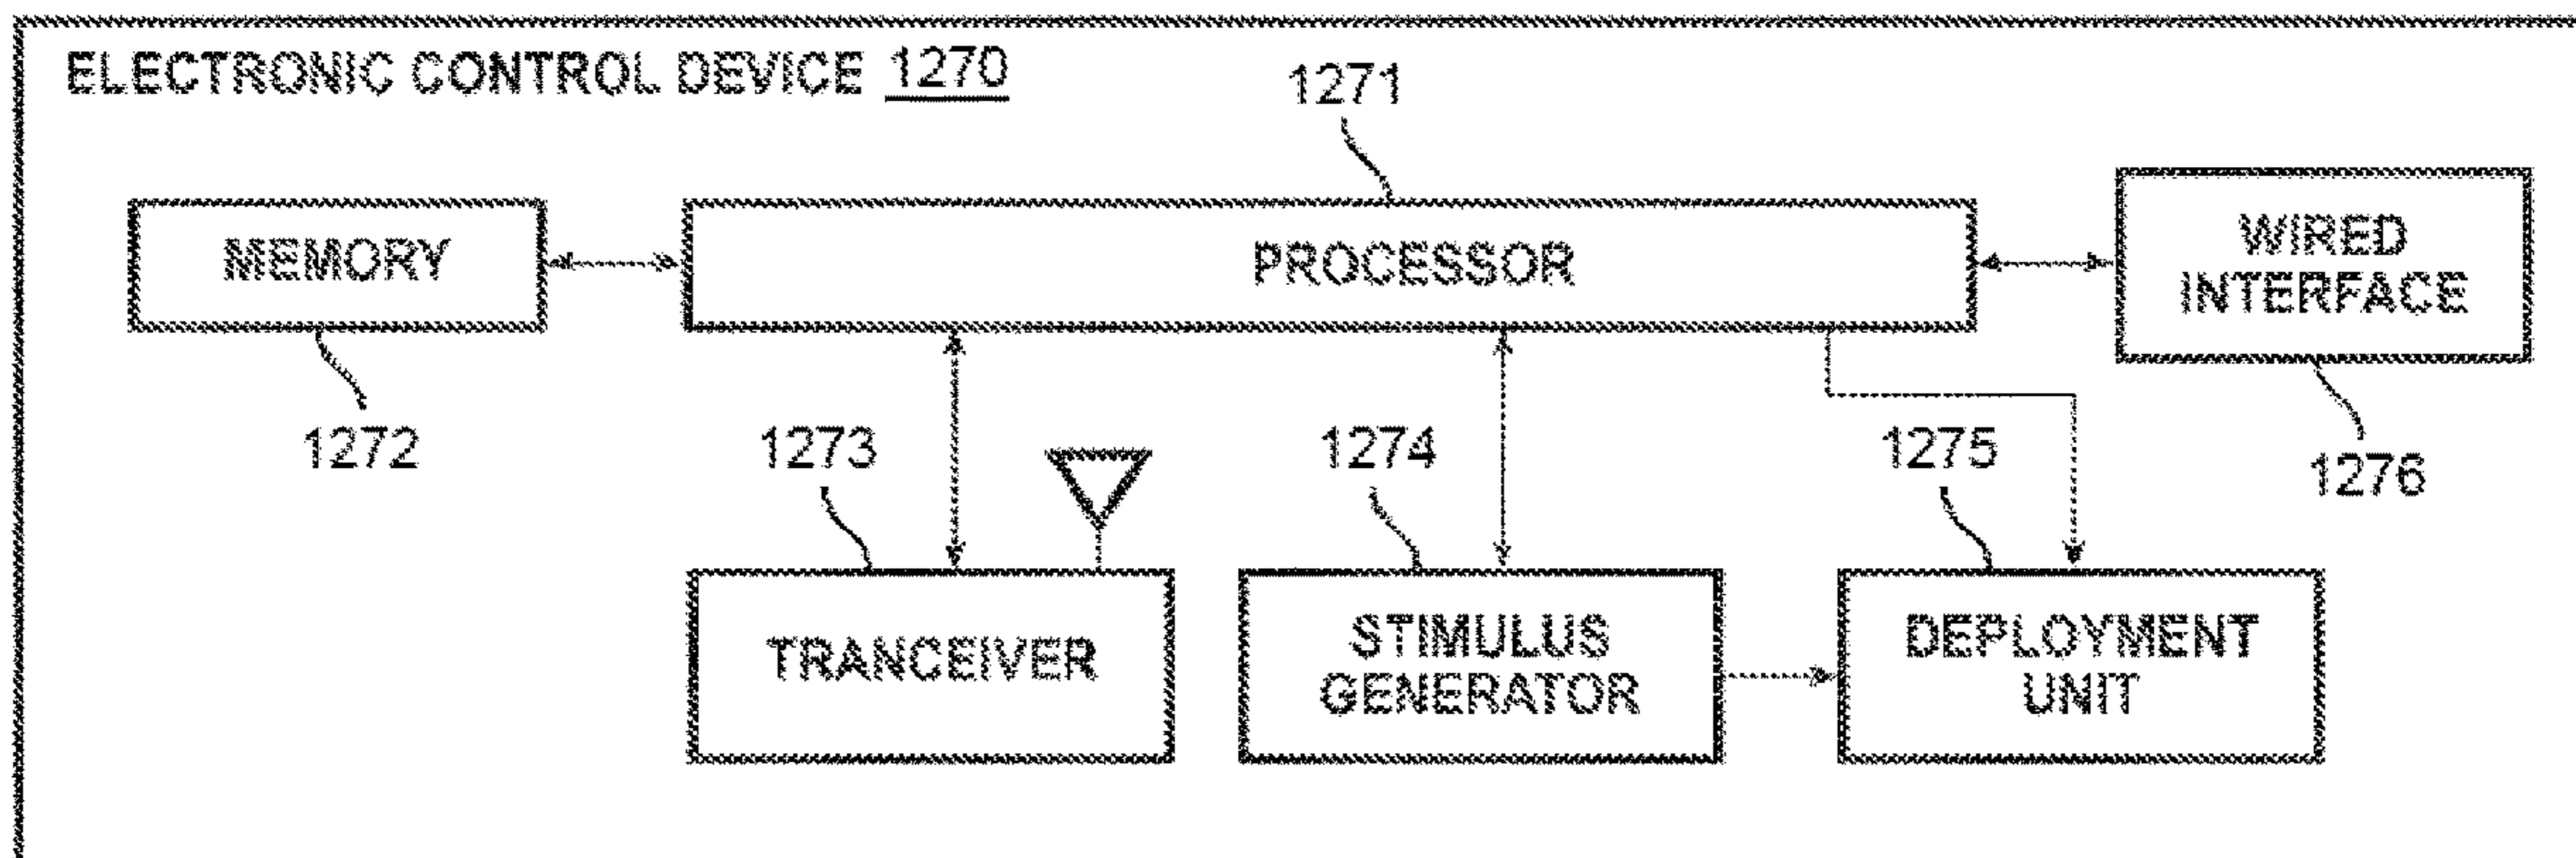 ELECTRONIC CONTROL DEVICE 1270
1271
MEMORY
PROCESSOR
WIRED
INTERFACE
1272
1273
1274
1275
1276
TRANCEIVER
STIMULUS
GENERATOR
DEPLOYMENT
UNIT